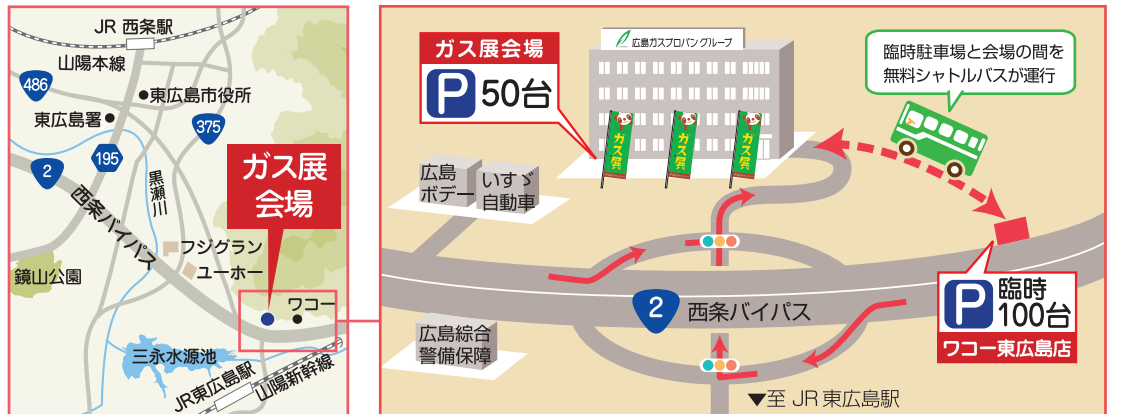 JR 西条駅
山陽本線
486
東広島市役所
東広島署
375
195
2
ガス展
会場
黒瀬川
西条バイパス
フジグラン
ユーホー
鏡山公園
ワコー
三永水源池
JR東広島駅
山陽新幹線
ガス展会場
P 50台
広島ガスプロパングループ
臨時駐車場と会場の間を
無料シャトルバスが運行
ガス展
ガス展
ガス展
広島
ボデー
いすゞ
自動車
2
西条バイパス
P 臨時
100台
ワコー東広島店
広島綜合
警備保障
▼至 JR 東広島駅